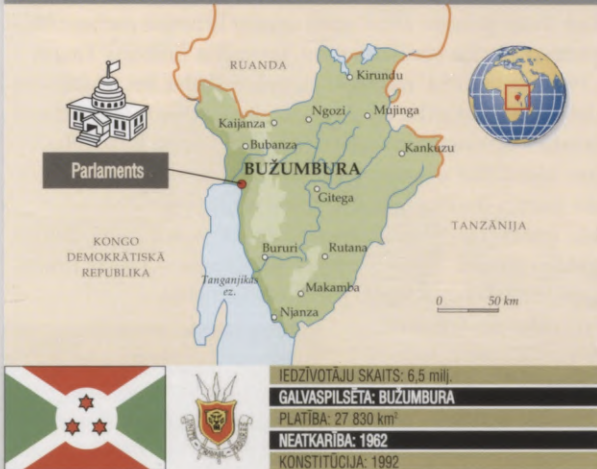 RUANDA
Kirundu
Ngozi
Mujinga
Kaijanza
Bubanza
Kankuzu
Parlaments
BUŽUMBURA
Gitega
TANZĀNIJA
KONGO
DEMOKRĀTISKĀ
REPUBLIKA
Bururi
Rutana
Tanganjikas
ez.
Makamba
0 50 km
Njanza
IEDZĪVOTĀJU SKAITS: 6,5 milj.
GALVASPILSĒTA: BUŽUMBURA
PLATĪBA: 27 830 km²
NEATKARĪBA: 1962
KONSTITŪCIJA: 1992